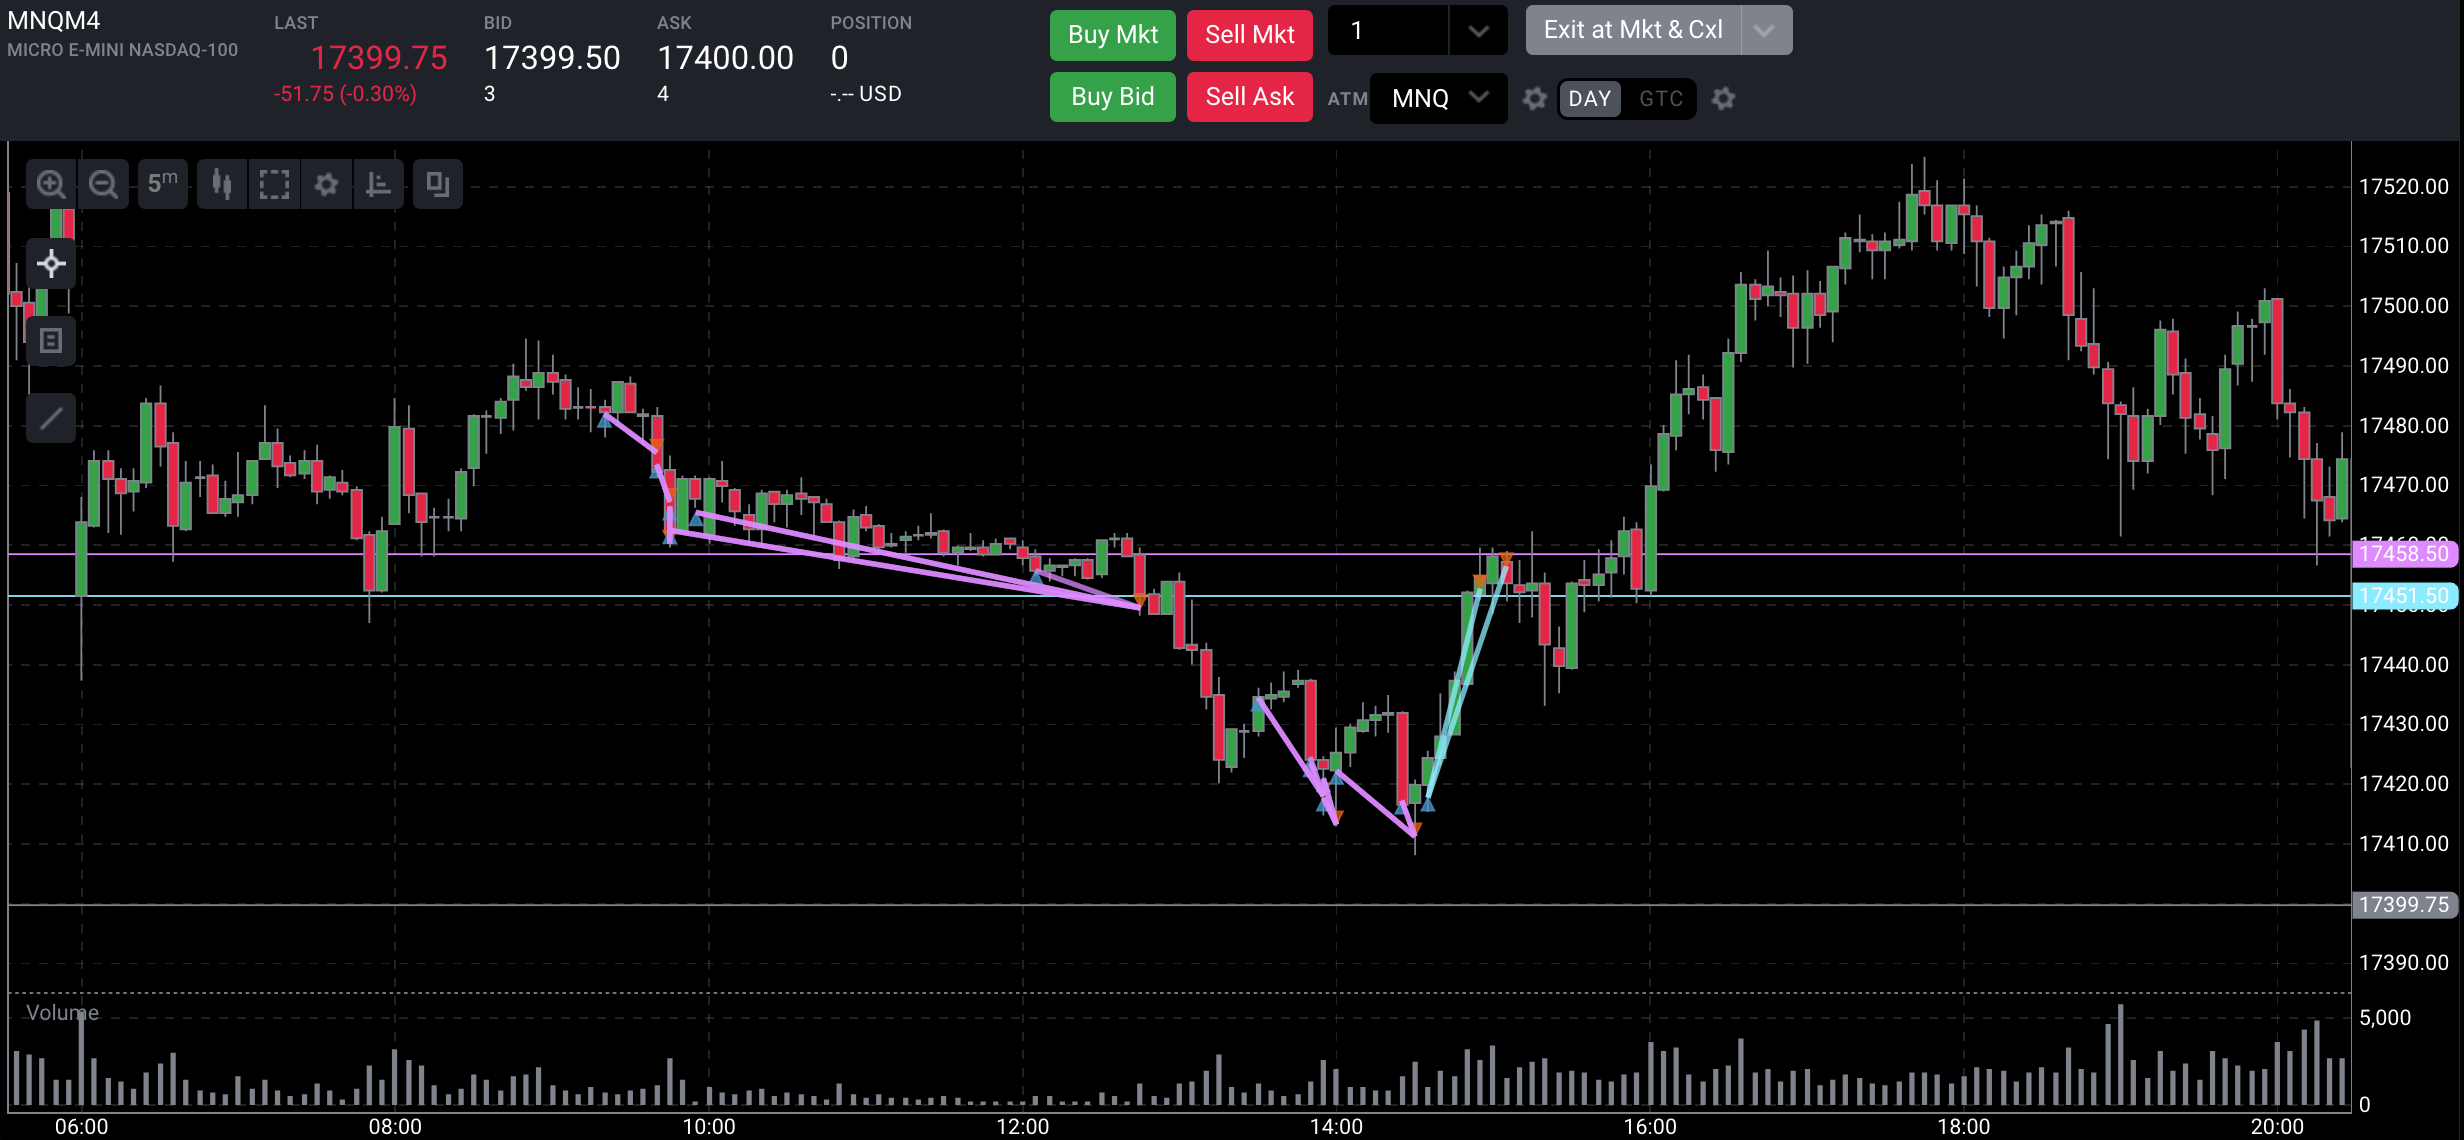 MNQM4
MICRO E-MINI NASDAQ-100
LAST
17399.75
-51.75 (-0.30%)
BID
17399.50
3
ASK
17400.00
4
POSITION
0
-.-- USD
Buy Mkt
Sell Mkt
1
Exit at Mkt & Cxl
Buy Bid
Sell Ask
ATM
MNQ
DAY
GTC
5m
17520.00
17510.00
17500.00
17490.00
17480.00
17470.00
17458.50
17451.50
17440.00
17430.00
17420.00
17410.00
17399.75
17390.00
Volume
5,000
0
06:00
08:00
10:00
12:00
14:00
16:00
18:00
20:00